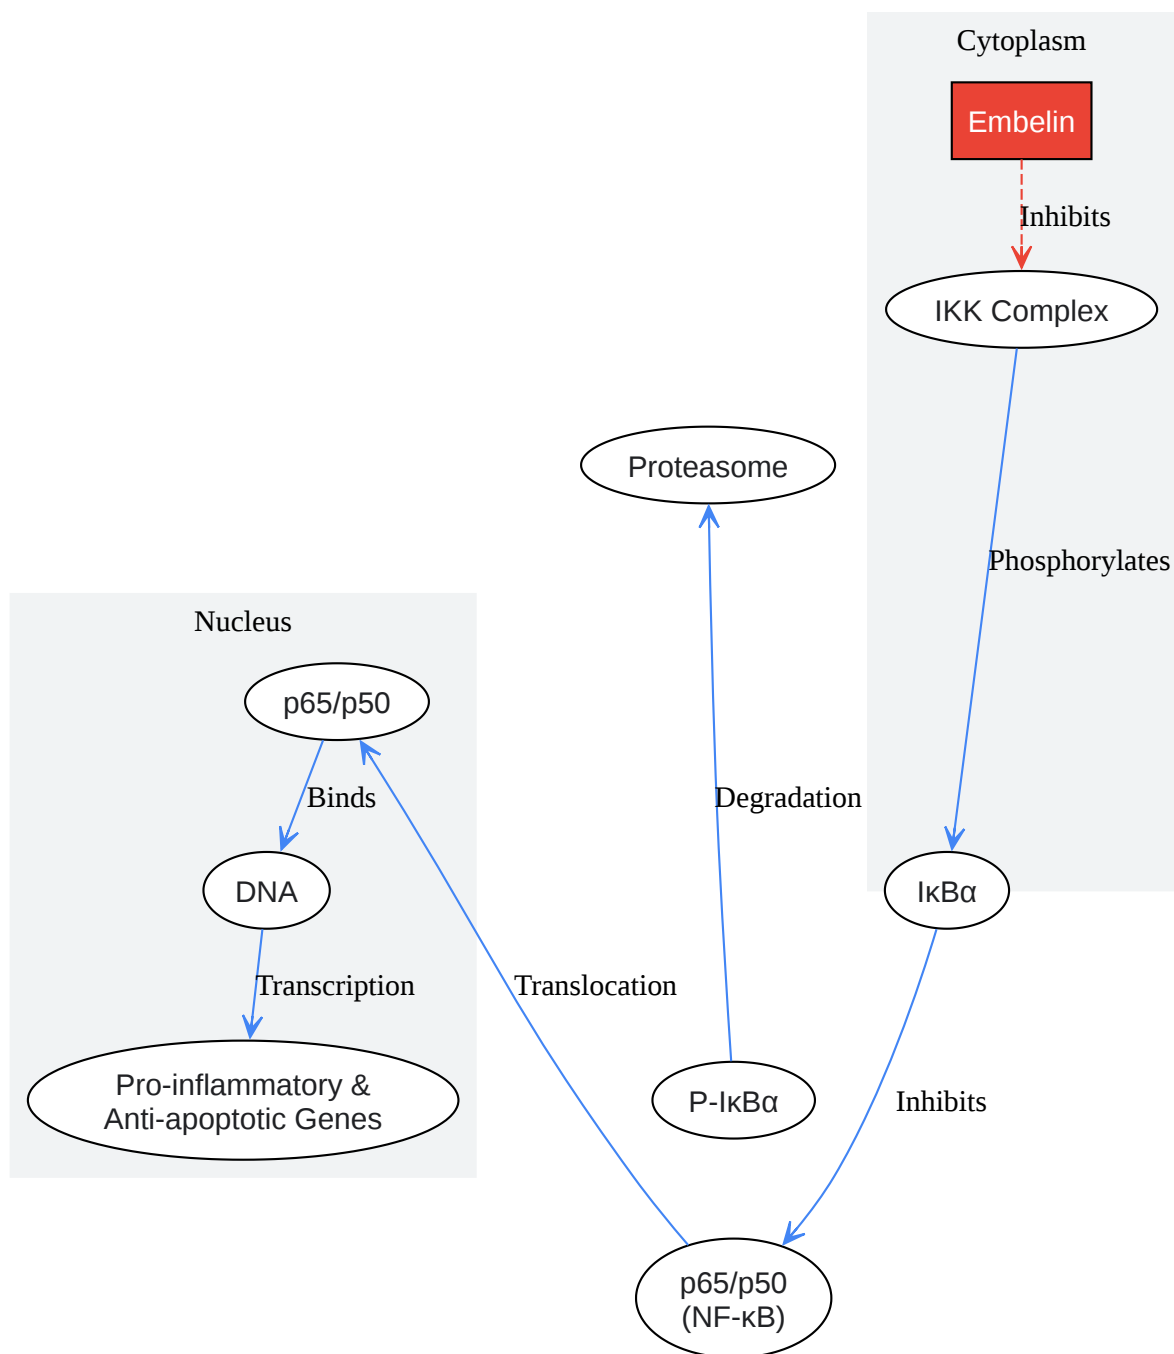 Cytoplasm
Embelin
Inhibits
IKK Complex
Proteasome
Phosphorylates
Nucleus
p65/p50
Binds
Degradation
DNA
IκBα
Transcription
Translocation
Pro-inflammatory &
Anti-apoptotic Genes
P-IκBα
Inhibits
p65/p50
(NF-κB)